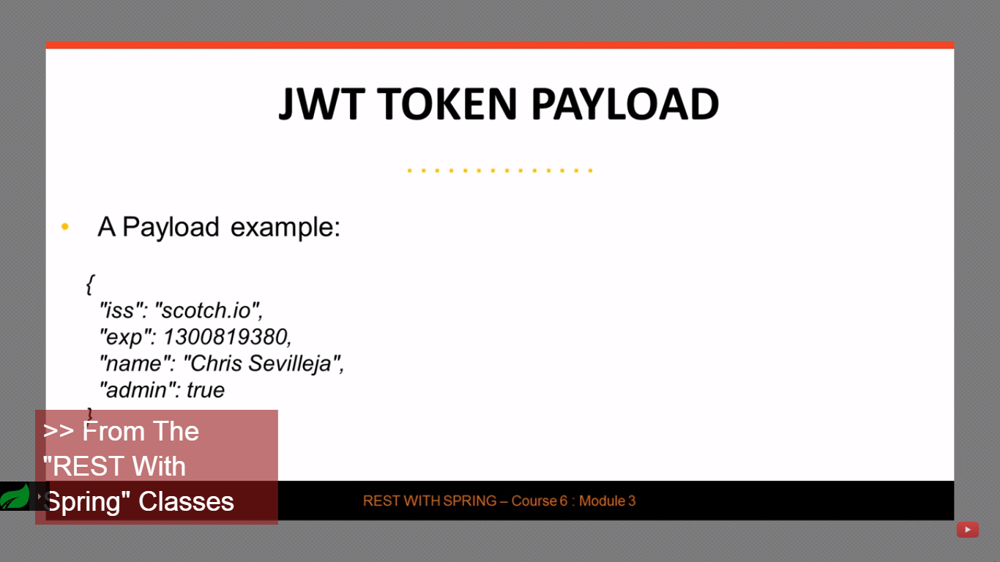 JWT TOKEN PAYLOAD
• A Payload example:
{
"iss": "scotch.io",
"exp": 1300819380,
"name": "Chris Sevilleja",
"admin": true
}
>> From The
"REST With
Spring" Classes
REST WITH SPRING – Course 6 : Module 3